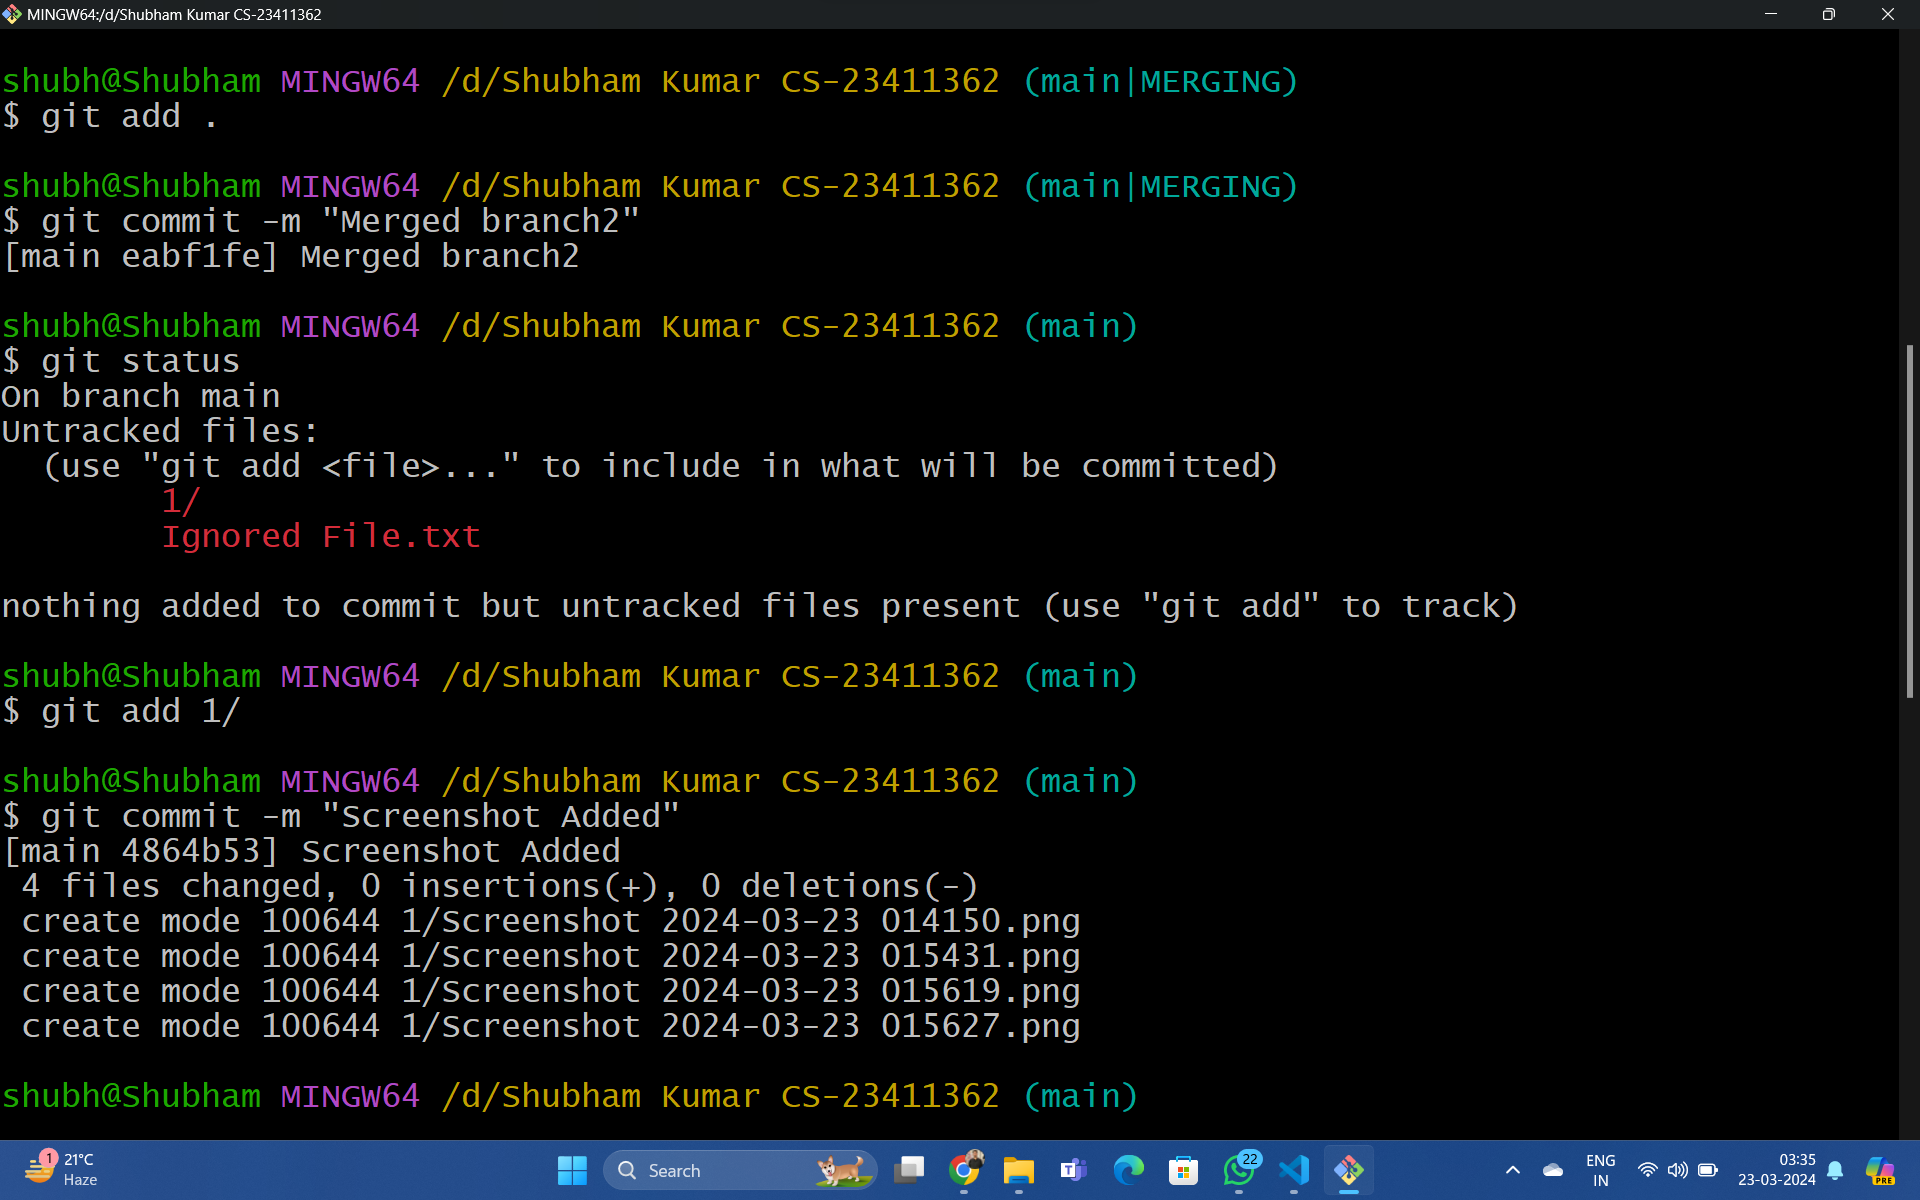 MINGW64:/d/Shubham Kumar CS-23411362
shubh@Shubham MINGW64 /d/Shubham Kumar CS-23411362 (main|MERGING)
$ git add .
shubh@Shubham MINGW64 /d/Shubham Kumar CS-23411362 (main|MERGING)
$ git commit -m "Merged branch2"
[main eabf1fe] Merged branch2
shubh@Shubham MINGW64 /d/Shubham Kumar CS-23411362 (main)
$ git status
On branch main
Untracked files:
  (use "git add <file>..." to include in what will be committed)
        1/
        Ignored File.txt
nothing added to commit but untracked files present (use "git add" to track)
shubh@Shubham MINGW64 /d/Shubham Kumar CS-23411362 (main)
$ git add 1/
shubh@Shubham MINGW64 /d/Shubham Kumar CS-23411362 (main)
$ git commit -m "Screenshot Added"
[main 4864b53] Screenshot Added
 4 files changed, 0 insertions(+), 0 deletions(-)
 create mode 100644 1/Screenshot 2024-03-23 014150.png
 create mode 100644 1/Screenshot 2024-03-23 015431.png
 create mode 100644 1/Screenshot 2024-03-23 015619.png
 create mode 100644 1/Screenshot 2024-03-23 015627.png
shubh@Shubham MINGW64 /d/Shubham Kumar CS-23411362 (main)
1
21°C
Haze
Search
T
22
ENG
IN
03:35
23-03-2024
PRE